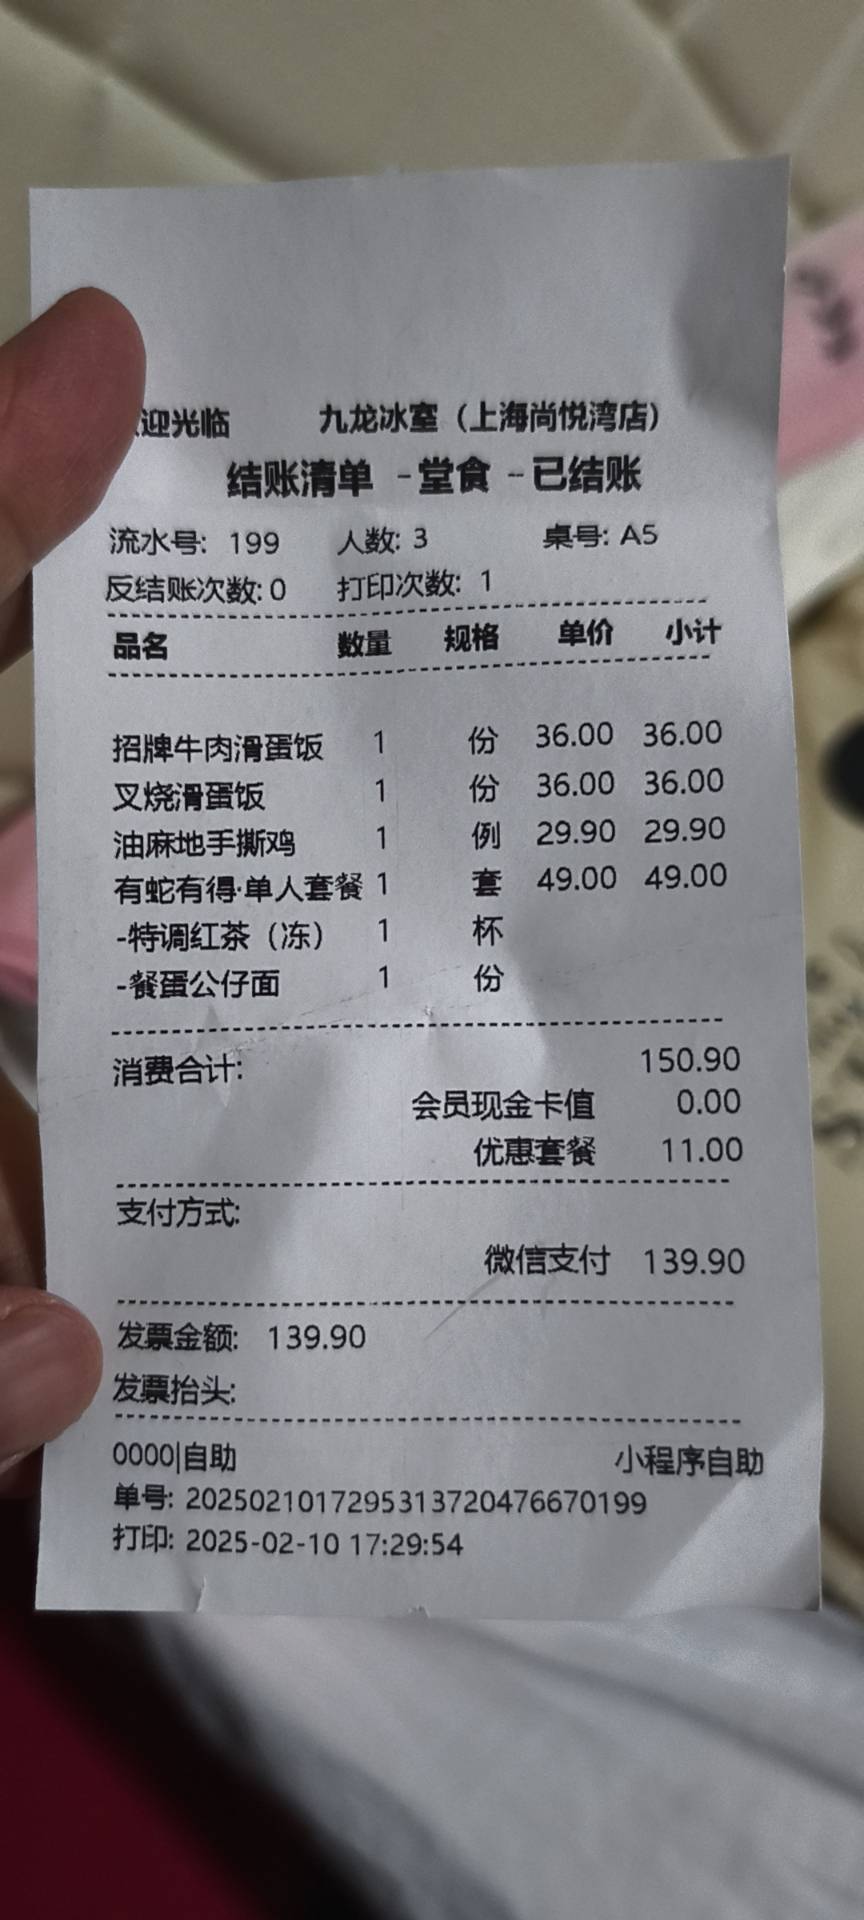 迎光临 九龙冰室（上海尚悦湾店）
结账清单 -堂食 -已结账
流水号: 199 人数: 3 桌号: A5
反结账次数: 0 打印次数: 1
品名 数量 规格 单价 小计
招牌牛肉滑蛋饭 1 份 36.00 36.00
叉烧滑蛋饭 1 份 36.00 36.00
油麻地手撕鸡 1 例 29.90 29.90
有蛇有得·单人套餐 1 套 49.00 49.00
-特调红茶（冻） 1 杯
-餐蛋公仔面 1 份
消费合计: 150.90
会员现金卡值 0.00
优惠套餐 11.00
支付方式:
微信支付 139.90
发票金额: 139.90
发票抬头:
0000|自助 小程序自助
单号: 20250210172953137204766​70199
打印: 2025-02-10 17:29:54